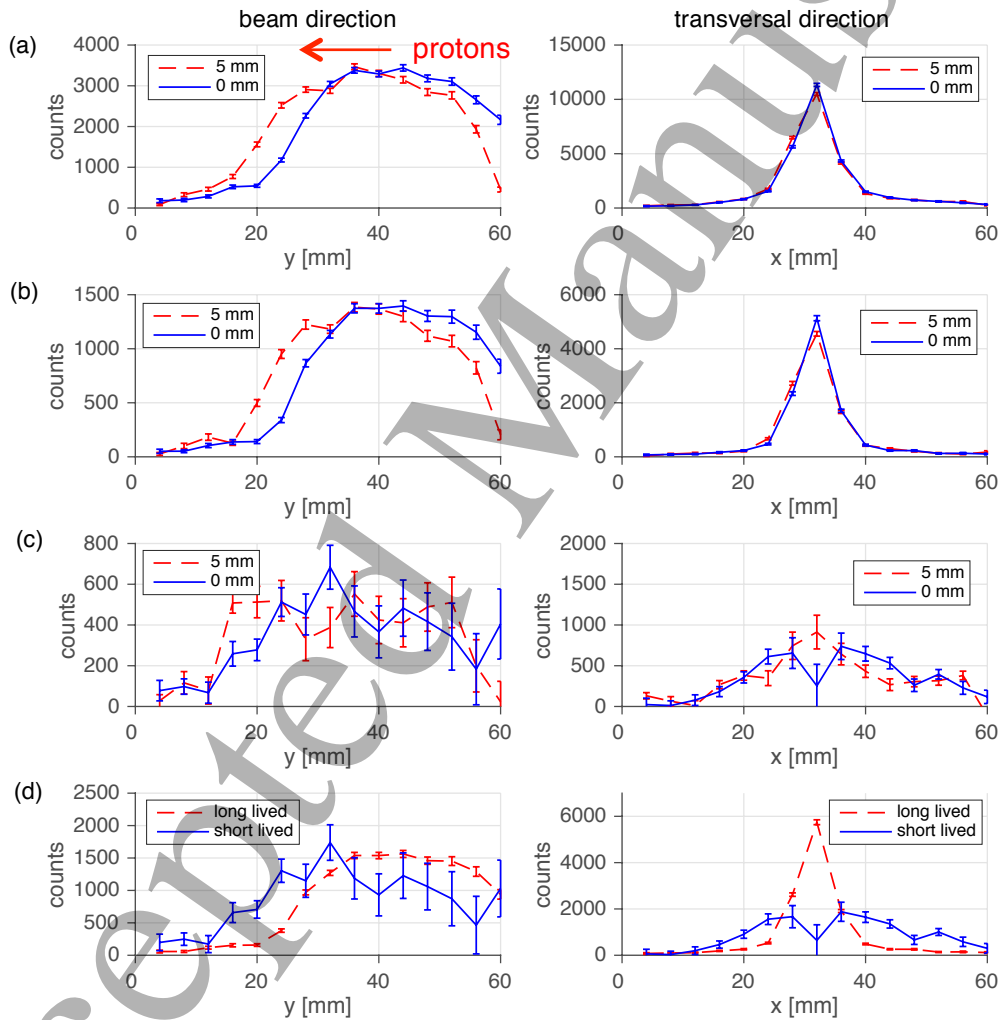 beam direction
transversal direction
(a)
protons
4000
3000
2000
1000
0
counts
5 mm
0 mm
0 20 40 60
y [mm]
15000
10000
5000
0
counts
5 mm
0 mm
0 20 40 60
x [mm]
(b)
1500
1000
500
0
counts
5 mm
0 mm
0 20 40 60
y [mm]
6000
4000
2000
0
counts
5 mm
0 mm
0 20 40 60
x [mm]
(c)
800
600
400
200
0
counts
5 mm
0 mm
0 20 40 60
y [mm]
2000
1500
1000
500
0
counts
5 mm
0 mm
0 20 40 60
x [mm]
(d)
2500
2000
1500
1000
500
0
counts
long lived
short lived
0 20 40 60
y [mm]
6000
4000
2000
0
counts
long lived
short lived
0 20 40 60
x [mm]
epted Manus